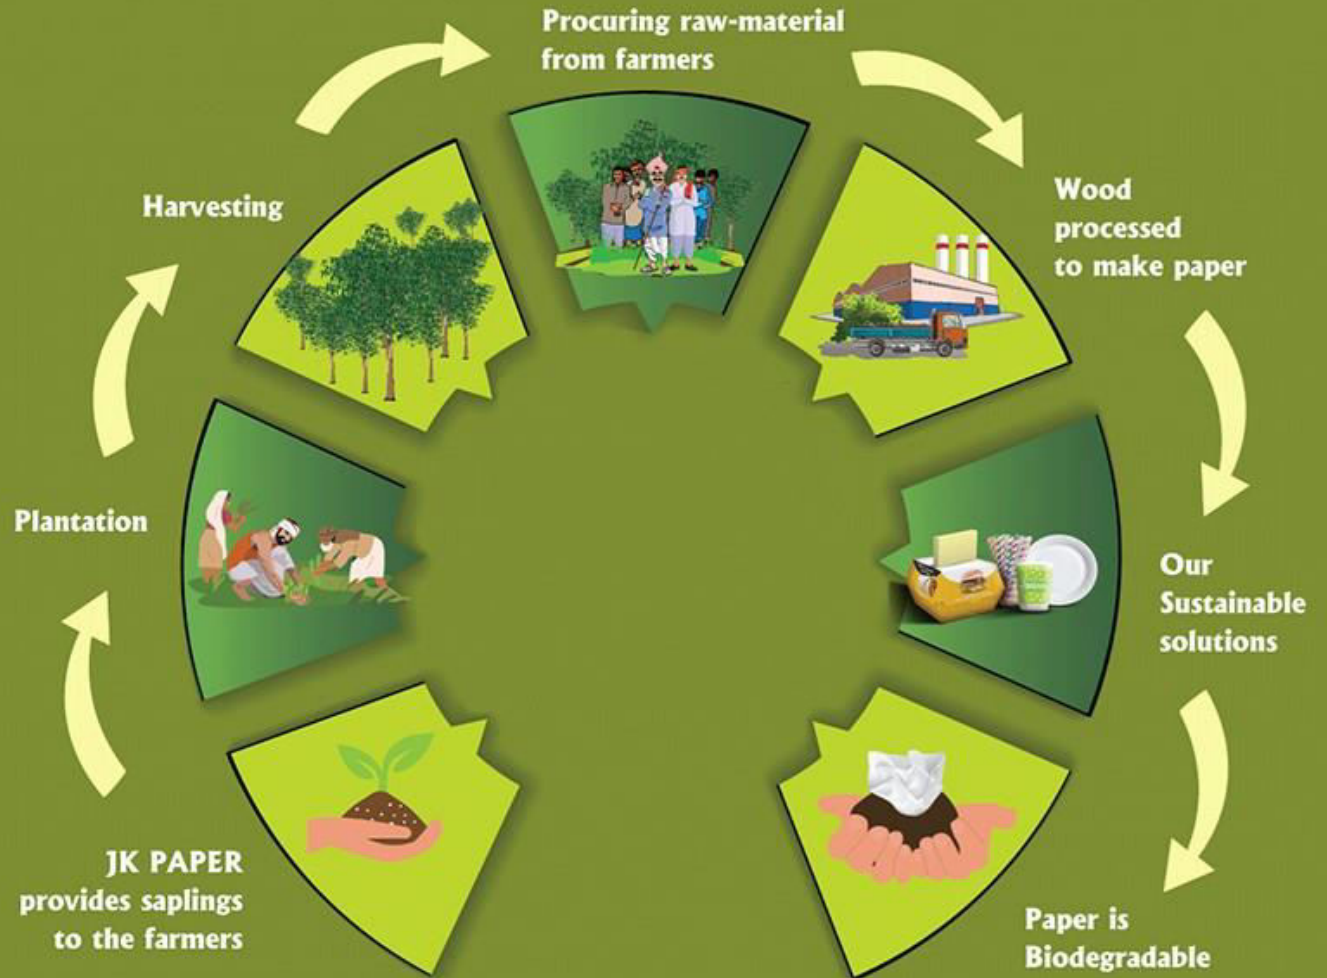 Procuring raw-material
from farmers
Wood
processed
to make paper
Our
Sustainable
solutions
Paper is
Biodegradable
JK PAPER
provides saplings
to the farmers
Plantation
Harvesting